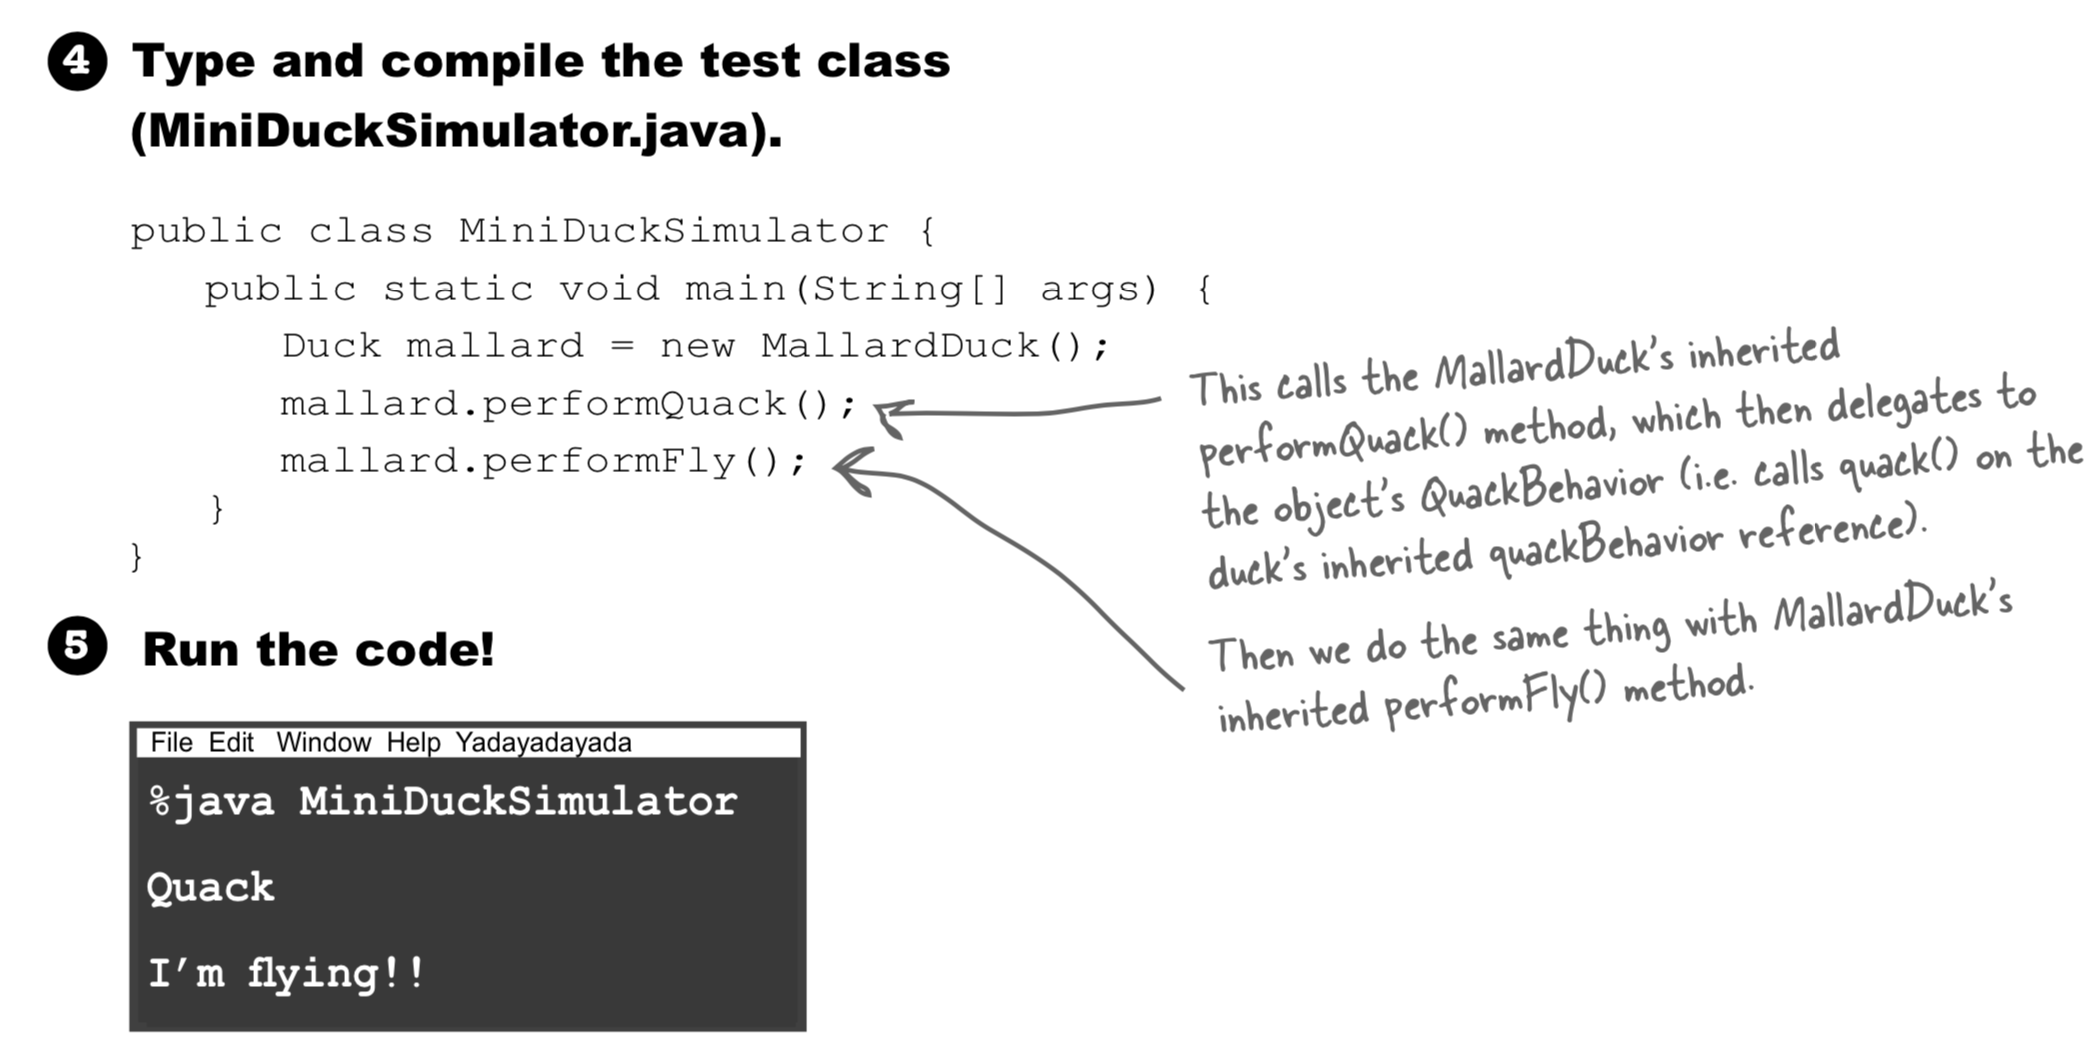 4 Type and compile the test class
(MiniDuckSimulator.java).
public class MiniDuckSimulator {
public static void main(String[] args) {
Duck mallard = new MallardDuck();
mallard.performQuack();
mallard.performFly();
}
}
This calls the MallardDuck's inherited
performQuack() method, which then delegates to
the object's QuackBehavior (i.e. calls quack() on the
duck's inherited quackBehavior reference).
Then we do the same thing with MallardDuck's
inherited performFly() method.
5 Run the code!
File Edit Window Help Yadayadayada
%java MiniDuckSimulator
Quack
I'm flying!!